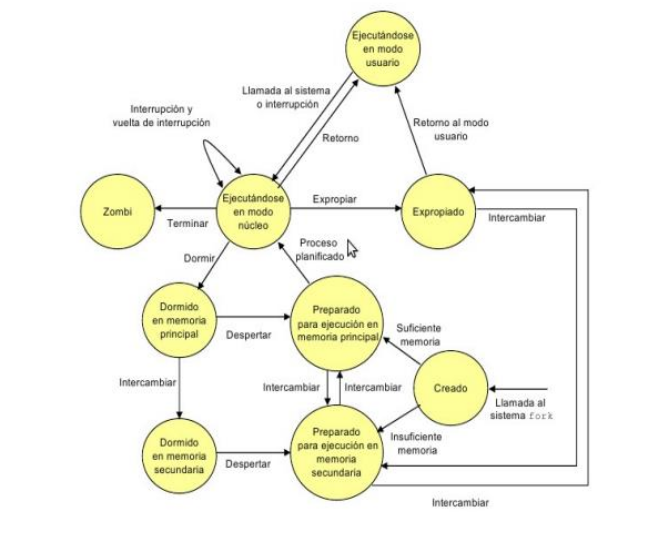 Ejecutándose
en modo
usuario
Llamada al sistema
o interrupción
Interrupción y
vuelta de interrupción
Retorno
Retorno al modo
usuario
Zombi
Terminar
Ejecutándose
en modo
núcleo
Expropiar
Expropiado
Intercambiar
Dormir
Proceso
planificado
Dormido
en memoria
principal
Despertar
Preparado
para ejecución en
memoria principal
Suficiente
memoria
Intercambiar
Intercambiar
Intercambiar
Creado
Llamada al
sistema fork
Dormido
en memoria
secundaria
Despertar
Preparado
para ejecución en
memoria
secundaria
Insuficiente
memoria
Intercambiar